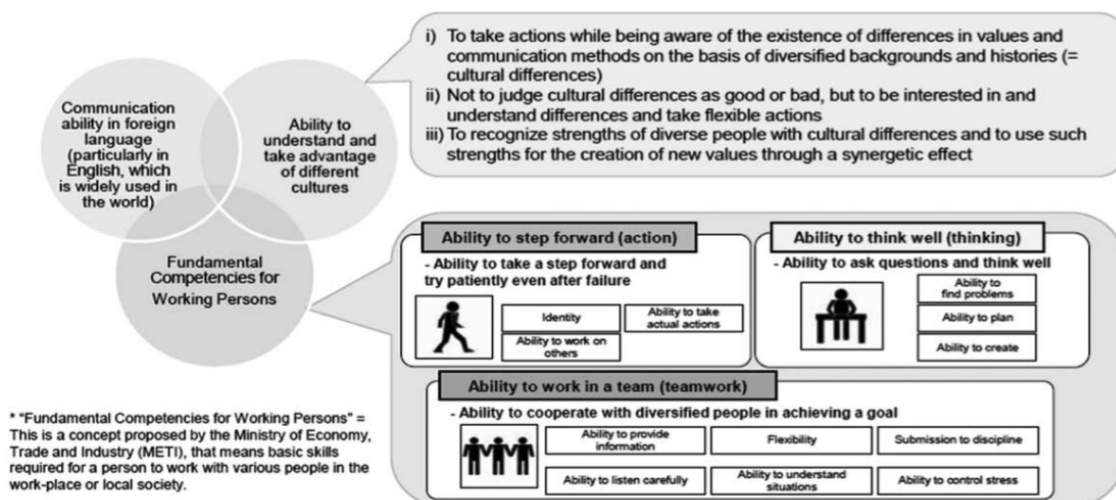 Communication
ability in foreign
language
(particularly in
English, which
is widely used in
the world)
Ability to
understand and
take advantage
of different
cultures
Fundamental
Competencies for
Working Persons
i) To take actions while being aware of the existence of differences in values and
communication methods on the basis of diversified backgrounds and histories (=
cultural differences)
ii) Not to judge cultural differences as good or bad, but to be interested in and
understand differences and take flexible actions
iii) To recognize strengths of diverse people with cultural differences and to use such
strengths for the creation of new values through a synergetic effect
Ability to step forward (action)
- Ability to take a step forward and
try patiently even after failure
Identity
Ability to take
actual actions
Ability to work on
others
Ability to think well (thinking)
- Ability to ask questions and think well
Ability to
find problems
Ability to plan
Ability to create
Ability to work in a team (teamwork)
- Ability to cooperate with diversified people in achieving a goal
Ability to provide
information
Flexibility
Submission to discipline
Ability to listen carefully
Ability to understand
situations
Ability to control stress
* "Fundamental Competencies for Working Persons" =
This is a concept proposed by the Ministry of Economy,
Trade and Industry (METI), that means basic skills
required for a person to work with various people in the
work-place or local society.